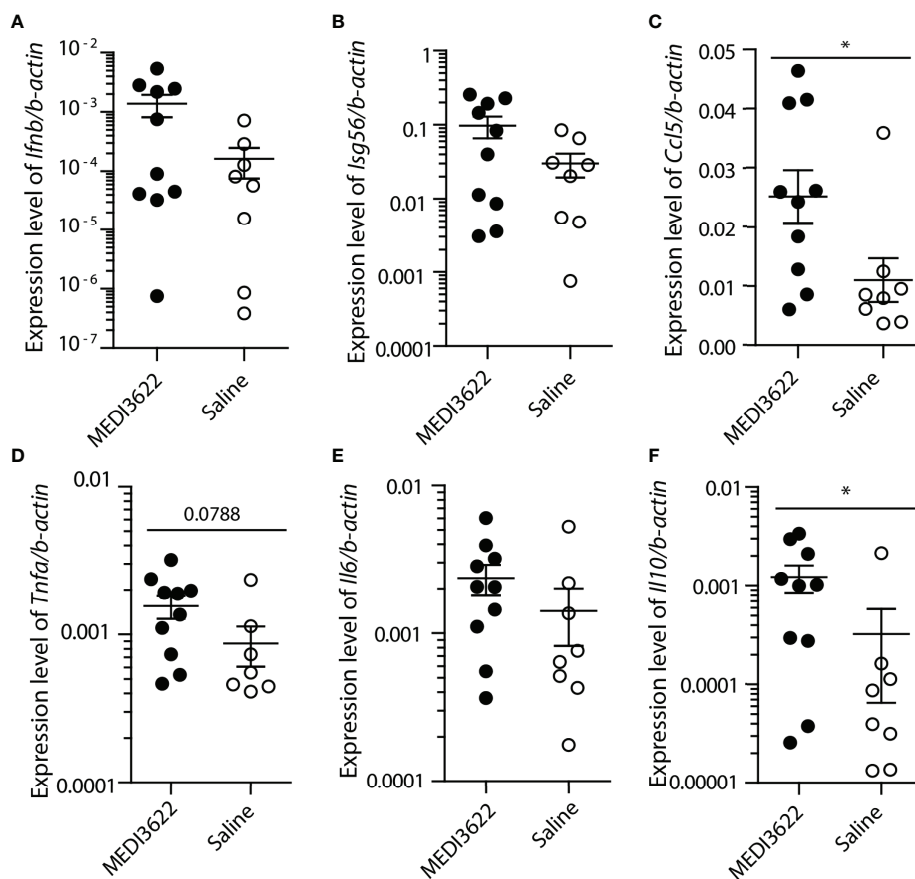 A
Expression level of Ifnb/b-actin
10⁻²
10⁻³
10⁻⁴
10⁻⁵
10⁻⁶
10⁻⁷
MEDI3622
Saline
B
Expression level of Isg56/b-actin
1
0.1
0.01
0.001
0.0001
MEDI3622
Saline
C
Expression level of Ccl5/b-actin
0.05
0.04
0.03
0.02
0.01
0.00
*
MEDI3622
Saline
D
Expression level of Tnfa/b-actin
0.01
0.001
0.0001
0.0788
MEDI3622
Saline
E
Expression level of Il6/b-actin
0.01
0.001
0.0001
MEDI3622
Saline
F
Expression level of Il10/b-actin
0.01
0.001
0.0001
0.00001
*
MEDI3622
Saline